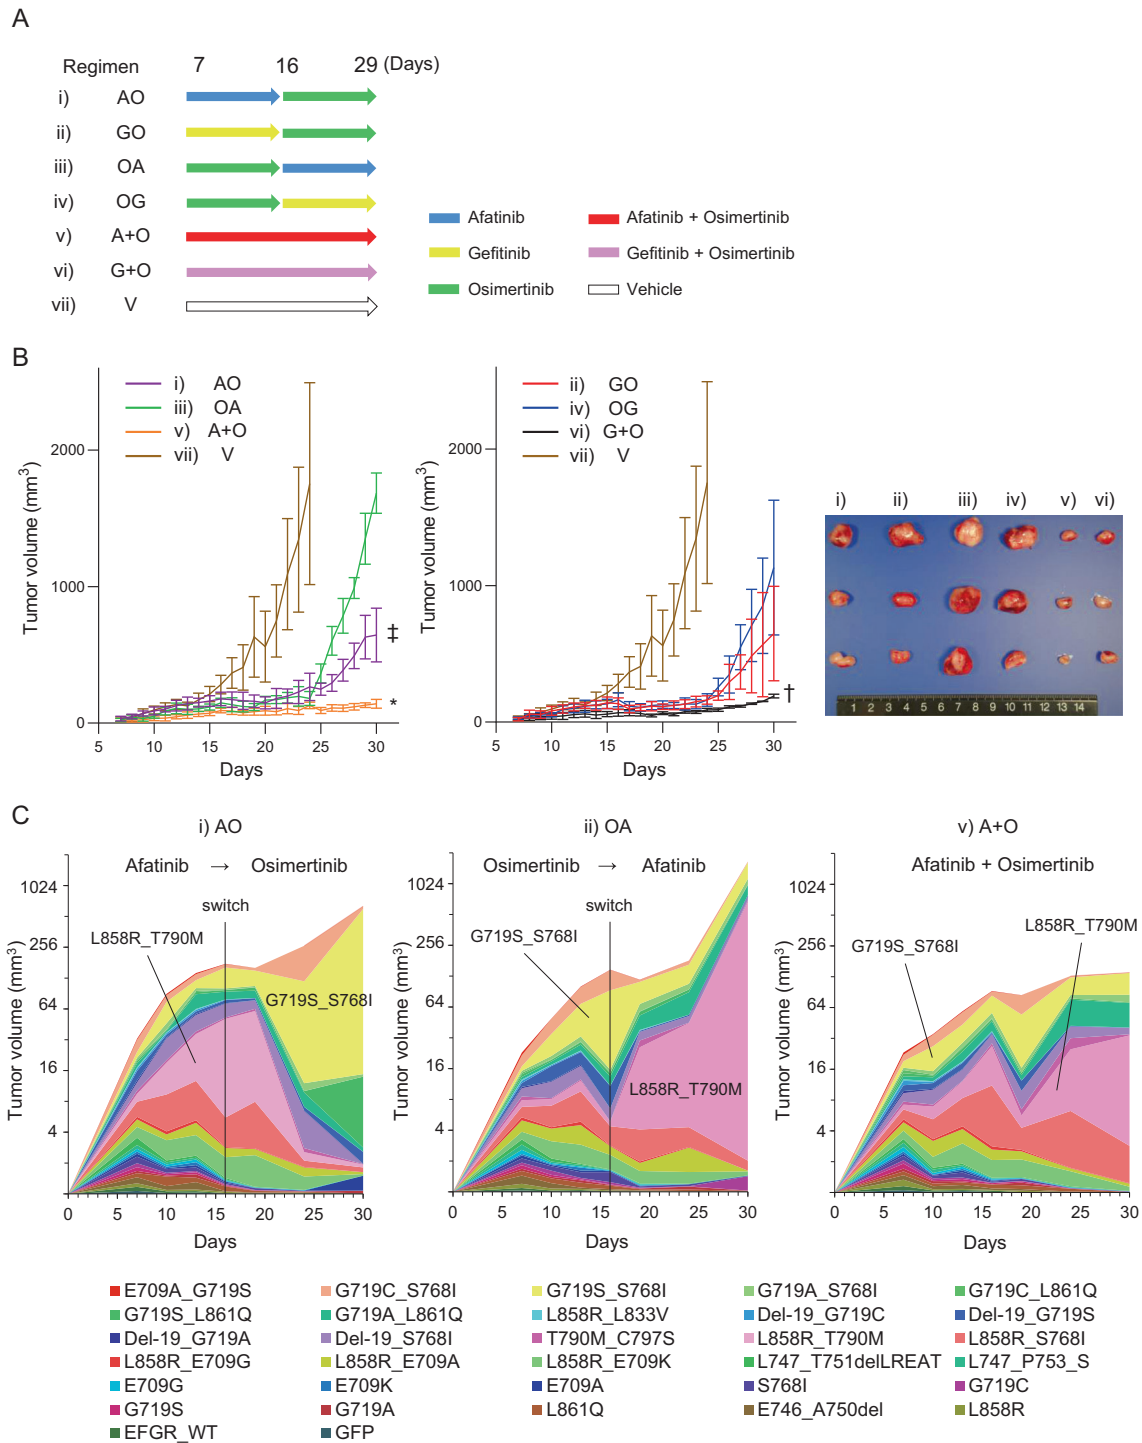 A
Regimen 7 16 29 (Days)
i) AO
ii) GO
iii) OA
iv) OG
v) A+O
vi) G+O
vii) V
Afatinib Afatinib + Osimertinib
Gefitinib Gefitinib + Osimertinib
Osimertinib Vehicle
B
i) AO
iii) OA
v) A+O
vii) V
Tumor volume (mm3)
2000
1000
0
5 10 15 20 25 30
Days
‡
*
ii) GO
iv) OG
vi) G+O
vii) V
Tumor volume (mm3)
2000
1000
0
5 10 15 20 25 30
Days
†
i) ii) iii) iv) v) vi)
1 2 3 4 5 6 7 8 9 10 11 12 13 14
C
i) AO
Afatinib → Osimertinib
switch
L858R_T790M
G719S_S768I
Tumor volume (mm3)
1024
256
64
16
4
0 5 10 15 20 25 30
Days
ii) OA
Osimertinib → Afatinib
switch
G719S_S768I
L858R_T790M
Tumor volume (mm3)
1024
256
64
16
4
0 5 10 15 20 25 30
Days
v) A+O
Afatinib + Osimertinib
L858R_T790M
G719S_S768I
Tumor volume (mm3)
1024
256
64
16
4
0 5 10 15 20 25 30
Days
E709A_G719S G719C_S768I G719S_S768I G719A_S768I G719C_L861Q
G719S_L861Q G719A_L861Q L858R_L833V Del-19_G719C Del-19_G719S
Del-19_G719A Del-19_S768I T790M_C797S L858R_T790M L858R_S768I
L858R_E709G L858R_E709A L858R_E709K L747_T751delLREAT L747_P753_S
E709G E709K E709A S768I G719C
G719S G719A L861Q E746_A750del L858R
EFGR_WT GFP